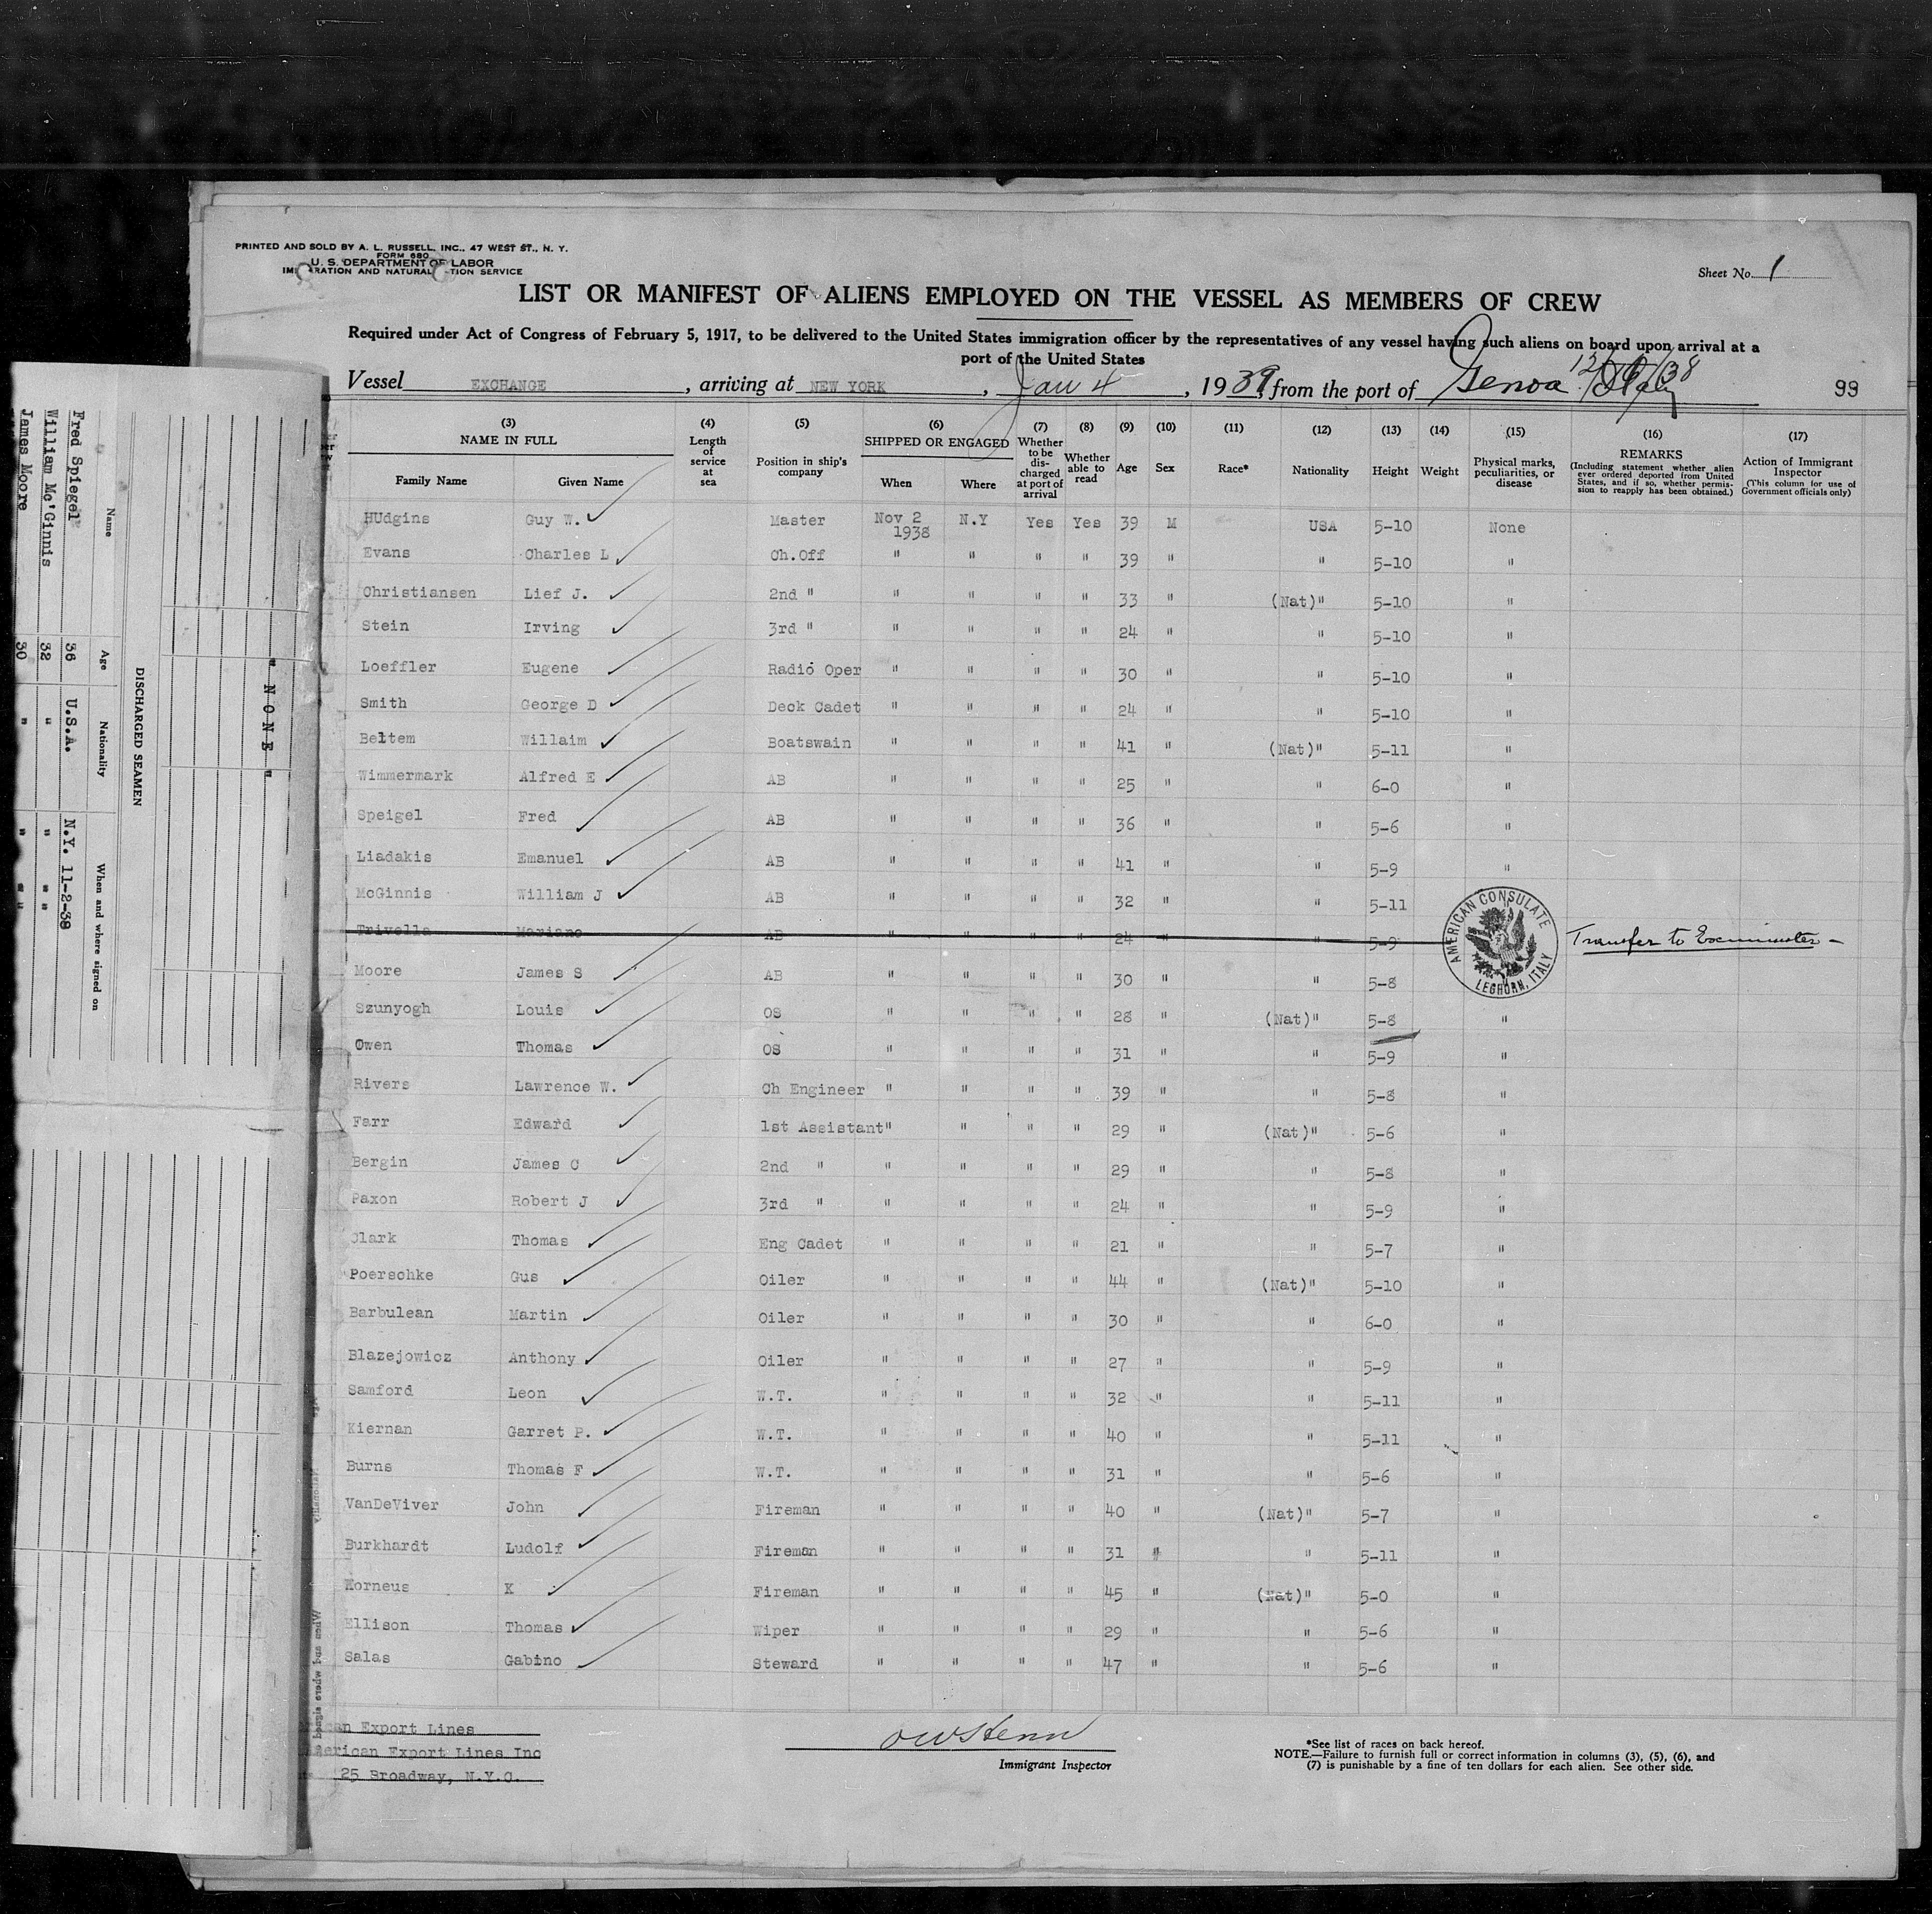 PRINTED AND SOLD BY A. L. RUSSELL, INC., 47 WEST ST., N. Y.
FORM 680
U. S. DEPARTMENT OF LABOR
IMMIGRATION AND NATURALIZATION SERVICE
Sheet No. 1
LIST OR MANIFEST OF ALIENS EMPLOYED ON THE VESSEL AS MEMBERS OF CREW
Required under Act of Congress of February 5, 1917, to be delivered to the United States immigration officer by the representatives of any vessel having such aliens on board upon arrival at a
port of the United States
Vessel EXCHANGE, arriving at NEW YORK, Jan 4, 1939, from the port of Genoa Italy 99
(3) NAME IN FULL Family Name Given Name
(4) Length of service at sea
(5) Position in ship's company
(6) SHIPPED OR ENGAGED When Where
(7) Whether to be discharged at port of arrival
(8) Whether able to read
(9) Age
(10) Sex
(11) Race*
(12) Nationality
(13) Height
(14) Weight
(15) Physical marks, peculiarities, or disease
(16) REMARKS (Including statement whether alien ever ordered deported from United States, and if so, whether permission to reapply has been obtained.)
(17) Action of Immigrant Inspector (This column for use of Government officials only)
HUdgins Guy W. Master Nov 2 1938 N.Y Yes Yes 39 M USA 5-10 None
Evans Charles L Ch.Off " " " " 39 " " 5-10 "
Christiansen Lief J. 2nd " " " " " 33 " (Nat)" 5-10 "
Stein Irving 3rd " " " " " 24 " " 5-10 "
Loeffler Eugene Radio Oper " " " " 30 " " 5-10 "
Smith George D Deck Cadet " " " " 24 " " 5-10 "
Beltem Willaim Boatswain " " " " 41 " (Nat)" 5-11 "
Wimmermark Alfred E AB " " " " 25 " " 6-0 "
Speigel Fred AB " " " " 36 " " 5-6 "
Liadakis Emanuel AB " " " " 41 " " 5-9 "
McGinnis William J AB " " " " 32 " " 5-11
Trivella Mariano AB " " " " 24 " " 5-9 Transfer to Exminster -
AMERICAN CONSULATE LEGHORN, ITALY
Moore James S AB " " " " 30 " " 5-8
Szunyogh Louis OS " " " " 28 " (Nat)" 5-8 "
Owen Thomas OS " " " " 31 " " 5-9 "
Rivers Lawrence W. Ch Engineer " " " " 39 " " 5-8 "
Farr Edward 1st Assistant " " " " 29 " (Nat)" 5-6 "
Bergin James C 2nd " " " " " 29 " " 5-8 "
Paxon Robert J 3rd " " " " " 24 " " 5-9 "
Clark Thomas Eng Cadet " " " " 21 " " 5-7 "
Poerschke Gus Oiler " " " " 44 " (Nat)" 5-10 "
Barbulean Martin Oiler " " " " 30 " " 6-0 "
Blazejowicz Anthony Oiler " " " " 27 " " 5-9 "
Samford Leon W.T. " " " " 32 " " 5-11 "
Kiernan Garret P. W.T. " " " " 40 " " 5-11 "
Burns Thomas F W.T. " " " " 31 " " 5-6 "
VanDeViver John Fireman " " " " 40 " (Nat)" 5-7 "
Burkhardt Ludolf Fireman " " " " 31 " " 5-11 "
Korneus K Fireman " " " " 45 " (Nat)" 5-0 "
Ellison Thomas Wiper " " " " 29 " " 5-6 "
Salas Gabino Steward " " " " 47 " " 5-6 "
can Export Lines
American Export Lines Inc
25 Broadway, N.Y.C.
Immigrant Inspector
*See list of races on back hereof.
NOTE.—Failure to furnish full or correct information in columns (3), (5), (6), and
(7) is punishable by a fine of ten dollars for each alien. See other side.
" N O N E "
DISCHARGED SEAMEN
Name Age Nationality When and where signed on
Fred Spiegel 36 U.S.A. N.Y. 11-2-38
William Mc'Ginnis 32 " " "
James Moore 30 " " "
When and where signed